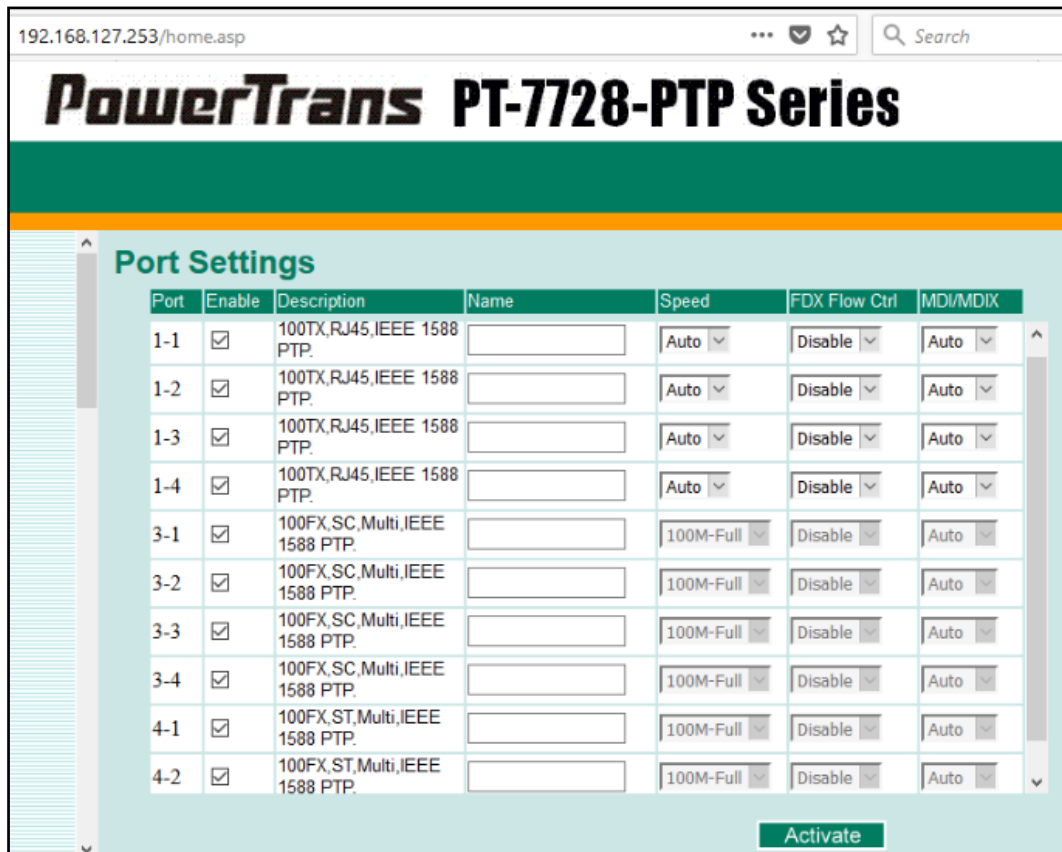 192.168.127.253/home.asp ... Search
PowerTrans PT-7728-PTP Series
Port Settings
Port Enable Description Name Speed FDX Flow Ctrl MDI/MDIX
1-1 100TX,RJ45,IEEE 1588 Auto Disable Auto
PTP.
1-2 100TX,RJ45,IEEE 1588 Auto Disable Auto
PTP.
1-3 100TX,RJ45,IEEE 1588 Auto Disable Auto
PTP.
1-4 100TX,RJ45,IEEE 1588 Auto Disable Auto
PTP.
3-1 100FX,SC,Multi,IEEE 100M-Full Disable Auto
1588 PTP.
3-2 100FX,SC,Multi,IEEE 100M-Full Disable Auto
1588 PTP.
3-3 100FX,SC,Multi,IEEE 100M-Full Disable Auto
1588 PTP.
3-4 100FX,SC,Multi,IEEE 100M-Full Disable Auto
1588 PTP.
4-1 100FX,ST,Multi,IEEE 100M-Full Disable Auto
1588 PTP.
4-2 100FX,ST,Multi,IEEE 100M-Full Disable Auto
1588 PTP.
Activate